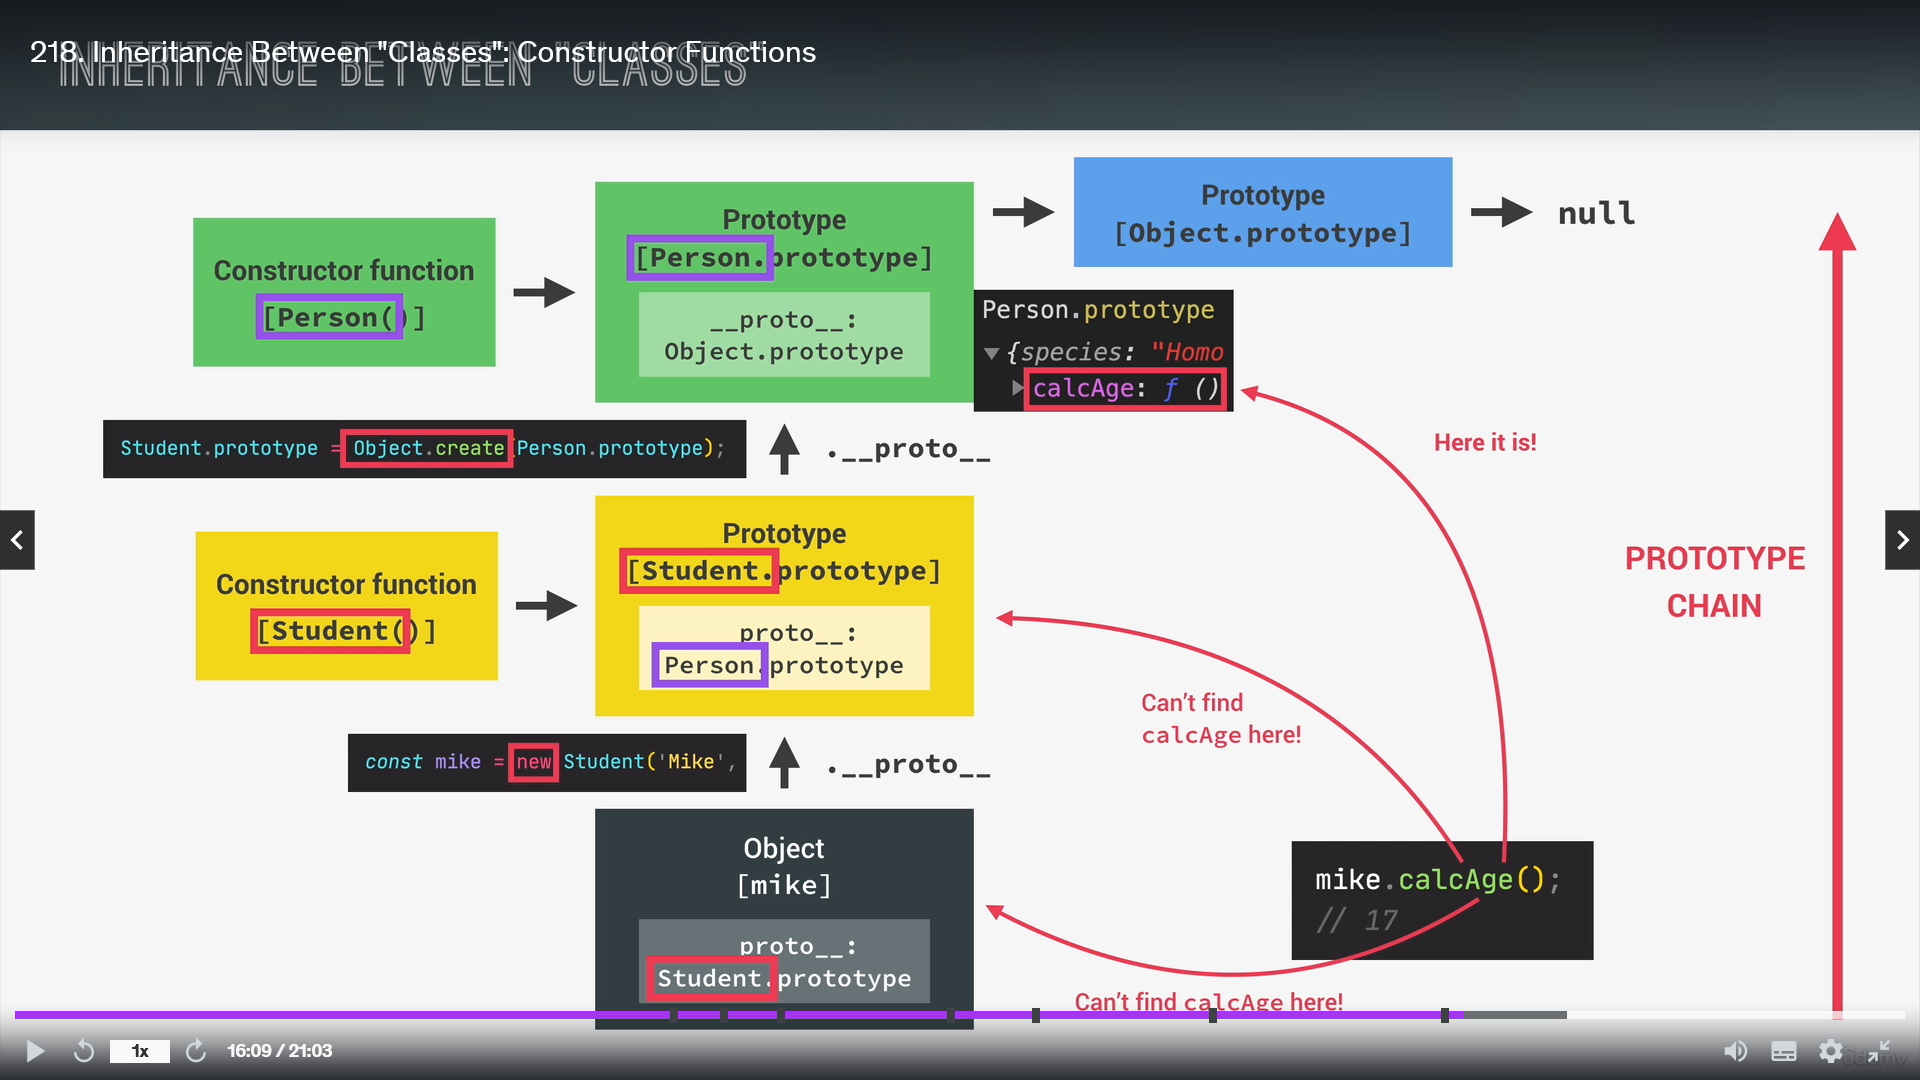 218. Inheritance Between "Classes": Constructor Functions
INHERITANCE BETWEEN "CLASSES"
Prototype
[Object.prototype]
null
Prototype
[Person.prototype]
__proto__:
Object.prototype
Constructor function
[Person()]
Person.prototype
{species: "Homo
calcAge: ƒ ()
Here it is!
Student.prototype = Object.create(Person.prototype);
.__proto__
Prototype
[Student.prototype]
proto__:
Person.prototype
Constructor function
[Student()]
PROTOTYPE
CHAIN
Can't find
calcAge here!
const mike = new Student('Mike',
.__proto__
Object
[mike]
proto__:
Student.prototype
mike.calcAge();
// 17
Can't find calcAge here!
1x
16:09 / 21:03
ûdemy